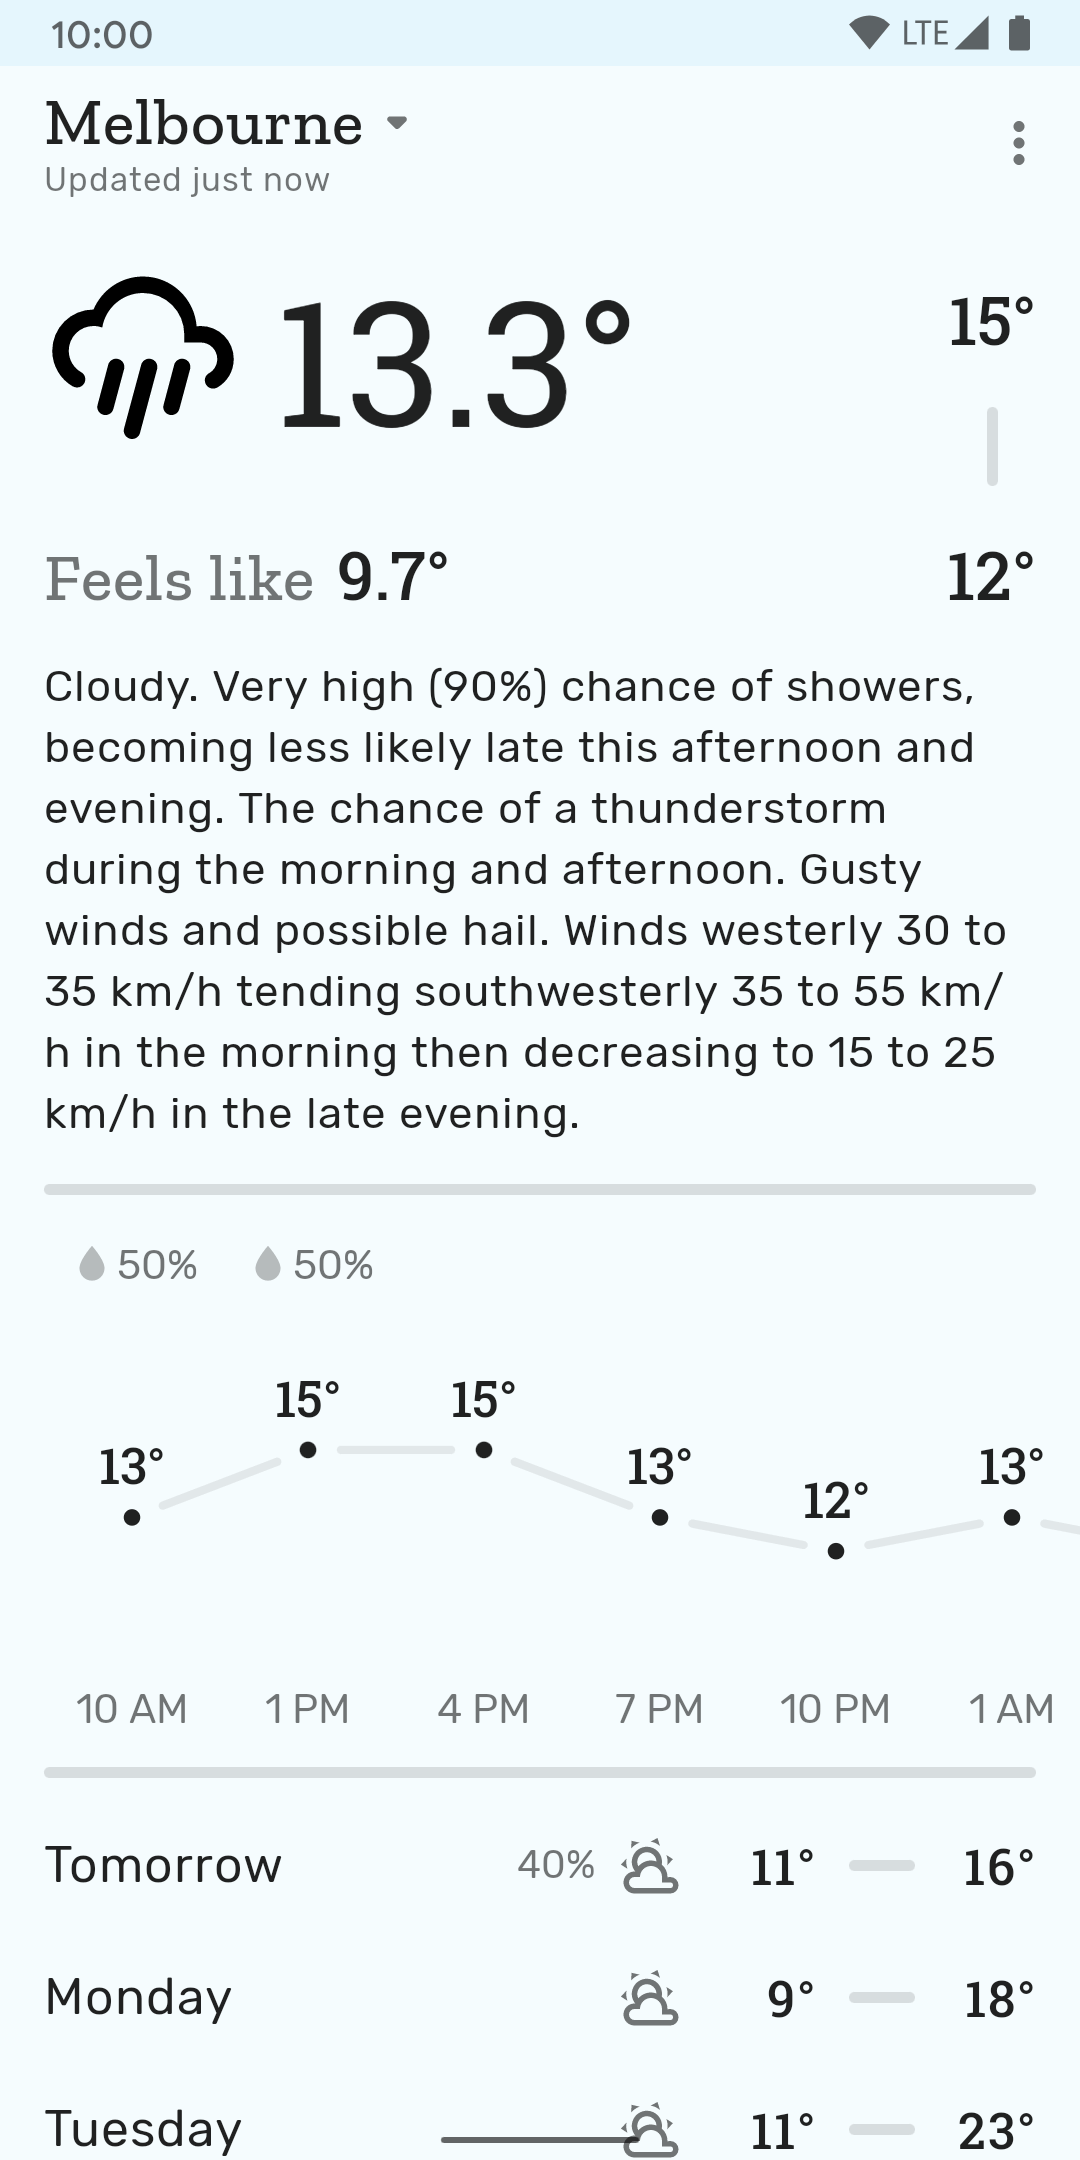 10:00 LTE
Melbourne
Updated just now
13.3°
15°
Feels like 9.7°
12°
Cloudy. Very high (90%) chance of showers,
becoming less likely late this afternoon and
evening. The chance of a thunderstorm
during the morning and afternoon. Gusty
winds and possible hail. Winds westerly 30 to
35 km/h tending southwesterly 35 to 55 km/
h in the morning then decreasing to 15 to 25
km/h in the late evening.
50% 50%
13° 15° 15° 13° 12° 13°
10 AM 1 PM 4 PM 7 PM 10 PM 1 AM
Tomorrow 40% 11° 16°
Monday 9° 18°
Tuesday 11° 23°